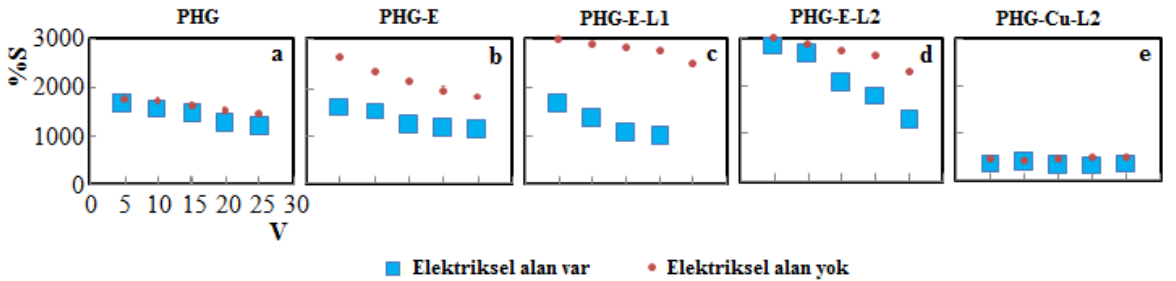 PHG PHG-E PHG-E-L1 PHG-E-L2 PHG-Cu-L2
%S
3000
2000
1000
0
a b c d e
0 5 10 15 20 25 30
V
Elektriksel alan var Elektriksel alan yok